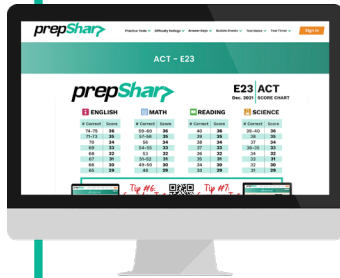 prepSharp
Practice Tests Difficulty Ratings Answer Keys Bubble Sheets Test Dates Test Timer Sign In
ACT - E23
prepSharp E23 ACT
Dec. 2021 SCORE CHART
ENGLISH MATH READING SCIENCE
# Correct Score # Correct Score # Correct Score # Correct Score
74-75 36 59-60 36 40 36 39-40 36
71-73 35 57-58 35 39 35 38 35
70 34 56 34 38 34 37 34
69 33 54-55 33 37 33 35-36 33
68 32 53 32 36 32 34 32
67 31 51-52 31 35 31 33 31
66 30 49-50 30 34 30 32 30
65 29 48 29 33 29 31 29
Tip #6: Tip #7: